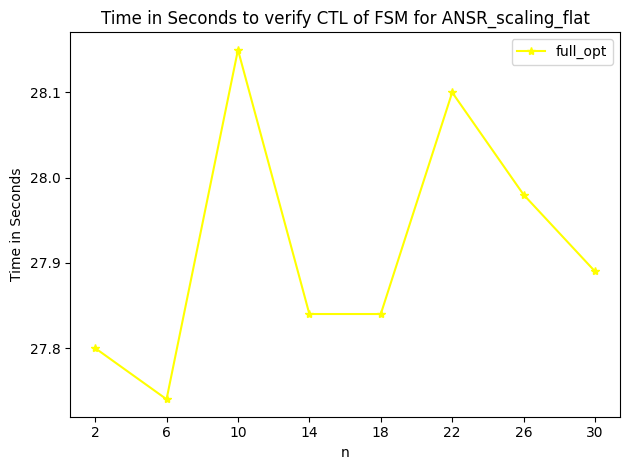 Time in Seconds to verify CTL of FSM for ANSR_scaling_flat
full_opt
28.1
28.0
27.9
27.8
Time in Seconds
2 6 10 14 18 22 26 30
n